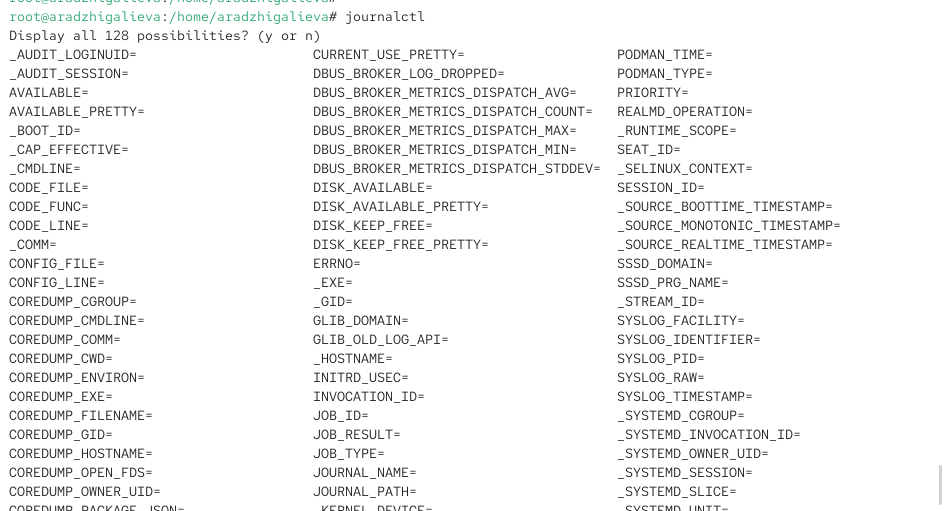 root@aradzhigalieva:/home/aradzhigalieva#
root@aradzhigalieva:/home/aradzhigalieva# journalctl
Display all 128 possibilities? (y or n)
_AUDIT_LOGINUID= CURRENT_USE_PRETTY= PODMAN_TIME=
_AUDIT_SESSION= DBUS_BROKER_LOG_DROPPED= PODMAN_TYPE=
AVAILABLE= DBUS_BROKER_METRICS_DISPATCH_AVG= PRIORITY=
AVAILABLE_PRETTY= DBUS_BROKER_METRICS_DISPATCH_COUNT= REALMD_OPERATION=
_BOOT_ID= DBUS_BROKER_METRICS_DISPATCH_MAX= _RUNTIME_SCOPE=
_CAP_EFFECTIVE= DBUS_BROKER_METRICS_DISPATCH_MIN= SEAT_ID=
_CMDLINE= DBUS_BROKER_METRICS_DISPATCH_STDDEV= _SELINUX_CONTEXT=
CODE_FILE= DISK_AVAILABLE= SESSION_ID=
CODE_FUNC= DISK_AVAILABLE_PRETTY= _SOURCE_BOOTTIME_TIMESTAMP=
CODE_LINE= DISK_KEEP_FREE= _SOURCE_MONOTONIC_TIMESTAMP=
_COMM= DISK_KEEP_FREE_PRETTY= _SOURCE_REALTIME_TIMESTAMP=
CONFIG_FILE= ERRNO= SSSD_DOMAIN=
CONFIG_LINE= _EXE= SSSD_PRG_NAME=
COREDUMP_CGROUP= _GID= _STREAM_ID=
COREDUMP_CMDLINE= GLIB_DOMAIN= SYSLOG_FACILITY=
COREDUMP_COMM= GLIB_OLD_LOG_API= SYSLOG_IDENTIFIER=
COREDUMP_CWD= _HOSTNAME= SYSLOG_PID=
COREDUMP_ENVIRON= INITRD_USEC= SYSLOG_RAW=
COREDUMP_EXE= INVOCATION_ID= SYSLOG_TIMESTAMP=
COREDUMP_FILENAME= JOB_ID= _SYSTEMD_CGROUP=
COREDUMP_GID= JOB_RESULT= _SYSTEMD_INVOCATION_ID=
COREDUMP_HOSTNAME= JOB_TYPE= _SYSTEMD_OWNER_UID=
COREDUMP_OPEN_FDS= JOURNAL_NAME= _SYSTEMD_SESSION=
COREDUMP_OWNER_UID= JOURNAL_PATH= _SYSTEMD_SLICE=
COREDUMP_PACKAGE_JSON= _KERNEL_DEVICE= _SYSTEMD_UNIT=